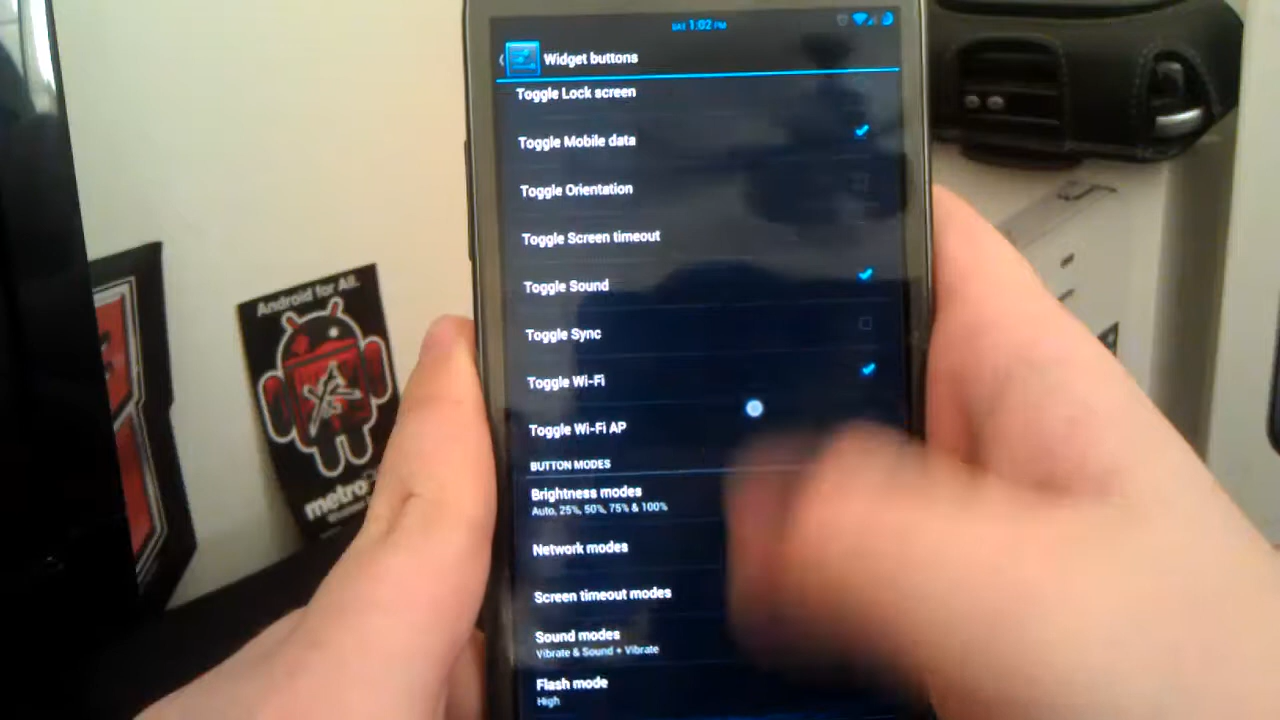 SAT 1:02 PM
Widget buttons
Toggle Lock screen
Toggle Mobile data
Toggle Orientation
Toggle Screen timeout
Toggle Sound
Toggle Sync
Toggle Wi-Fi
Toggle Wi-Fi AP
BUTTON MODES
Brightness modes
Auto, 25%, 50%, 75% & 100%
Network modes
Screen timeout modes
Sound modes
Vibrate & Sound + Vibrate
Flash mode
High
Android for All.
metro